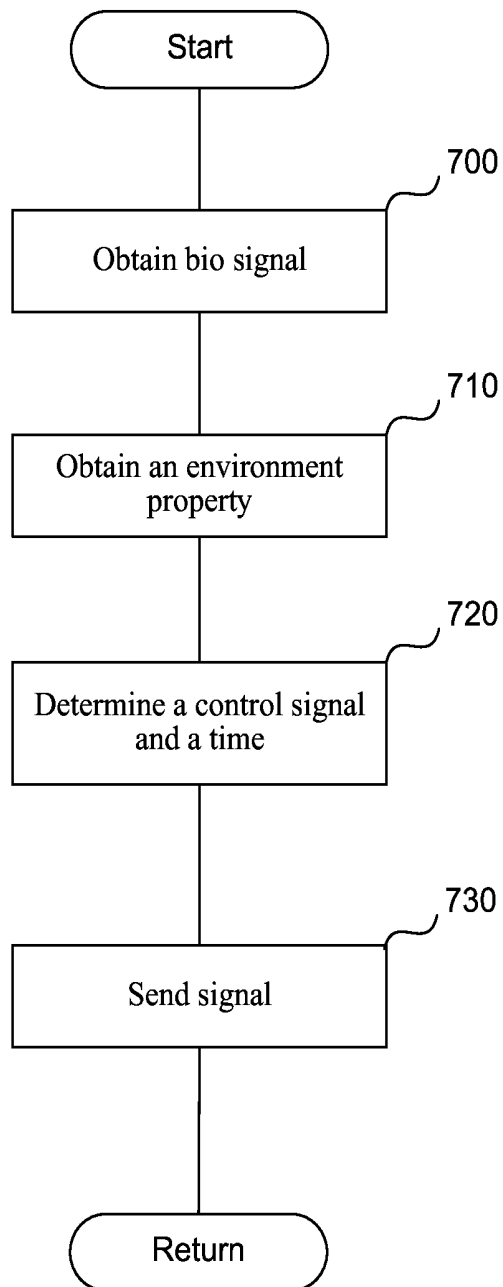 Start
700
Obtain bio signal
710
Obtain an environment
property
720
Determine a control signal
and a time
730
Send signal
Return